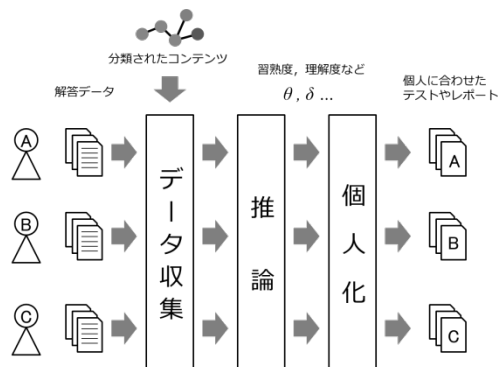 分類されたコンテンツ
解答データ
習熟度，理解度など
θ , δ ...
個人に合わせた
テストやレポート
A
データ収集
推論
個人化
A
B
B
C
C